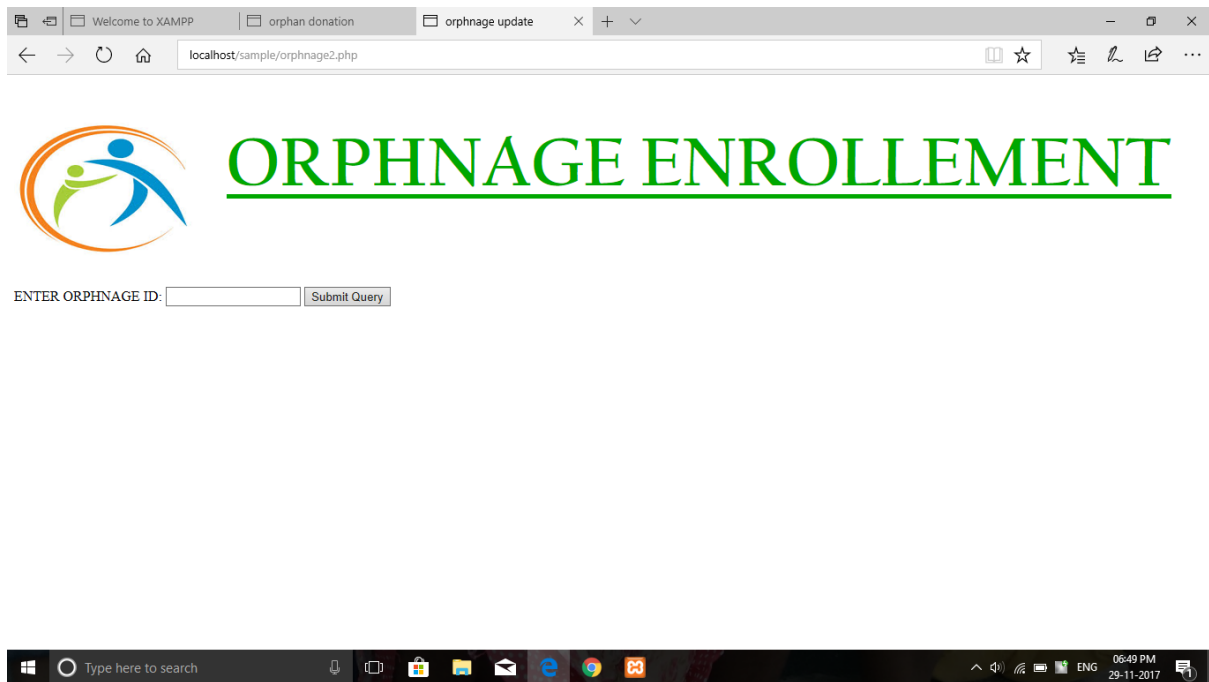 Welcome to XAMPP
orphan donation
orphnage update
localhost/sample/orphnage2.php
ORPHNAGE ENROLLEMENT
ENTER ORPHNAGE ID:
Submit Query
Type here to search
ENG
06:49 PM
29-11-2017
1